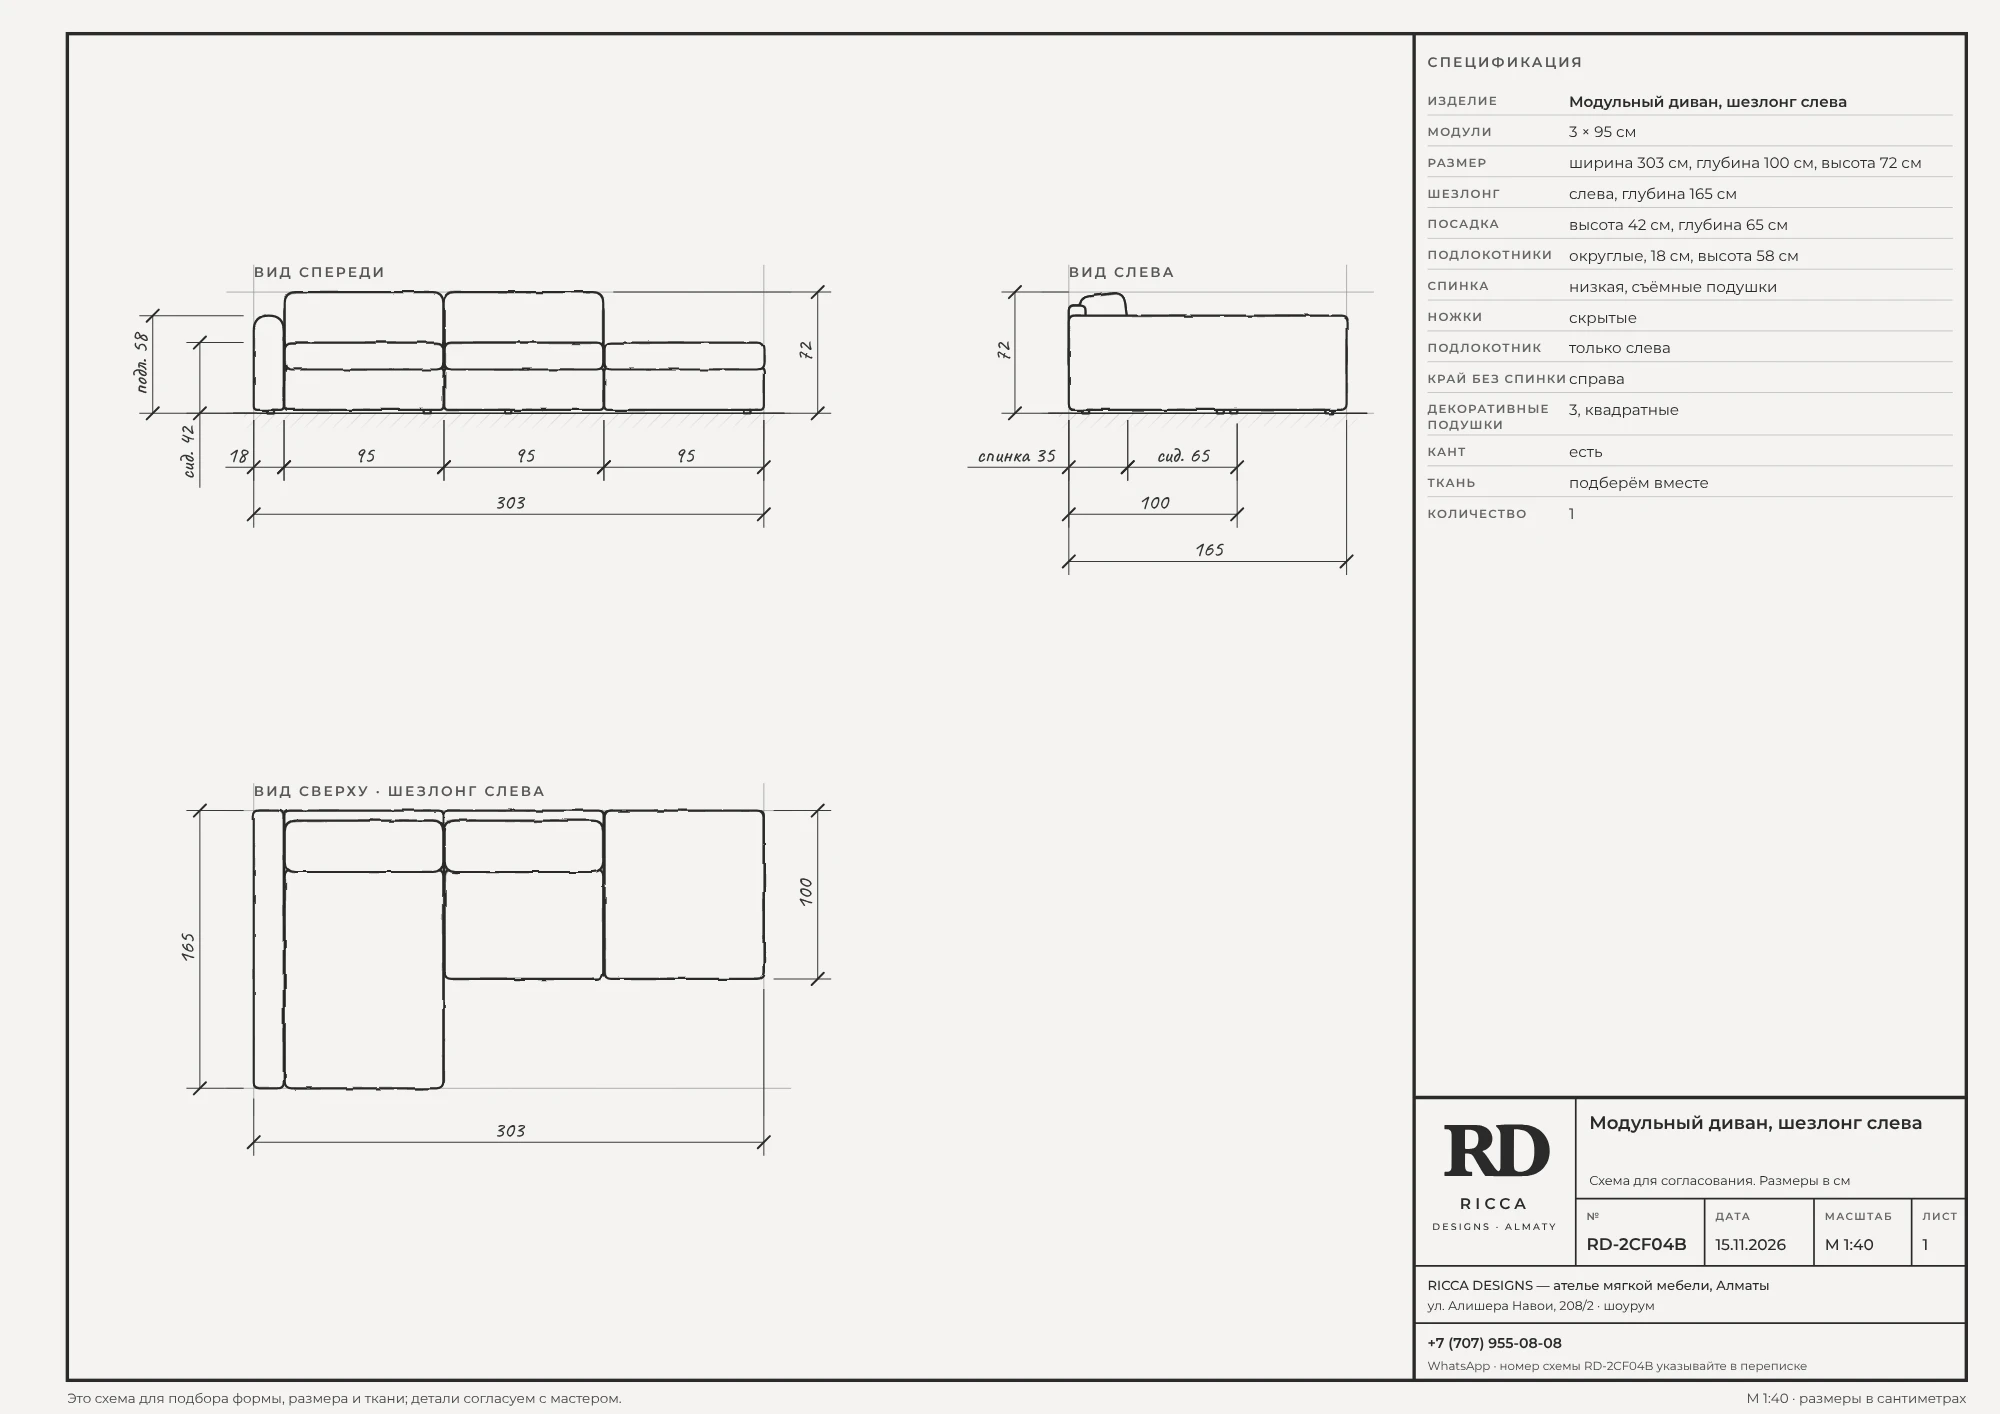 ВИД СПЕРЕДИ
подл. 58
сид. 42
72
18
95
95
95
303
ВИД СЛЕВА
72
спинка 35
сид. 65
100
165
ВИД СВЕРХУ · ШЕЗЛОНГ СЛЕВА
165
100
303
СПЕЦИФИКАЦИЯ
ИЗДЕЛИЕ Модульный диван, шезлонг слева
МОДУЛИ 3 × 95 см
РАЗМЕР ширина 303 см, глубина 100 см, высота 72 см
ШЕЗЛОНГ слева, глубина 165 см
ПОСАДКА высота 42 см, глубина 65 см
ПОДЛОКОТНИКИ округлые, 18 см, высота 58 см
СПИНКА низкая, съёмные подушки
НОЖКИ скрытые
ПОДЛОКОТНИК только слева
КРАЙ БЕЗ СПИНКИ справа
ДЕКОРАТИВНЫЕ 3, квадратные
ПОДУШКИ
КАНТ есть
ТКАНЬ подберём вместе
КОЛИЧЕСТВО 1
RD
RICCA
DESIGNS · ALMATY
Модульный диван, шезлонг слева
Схема для согласования. Размеры в см
№ ДАТА МАСШТАБ ЛИСТ
RD-2CF04B 15.11.2026 М 1:40 1
RICCA DESIGNS — ателье мягкой мебели, Алматы
ул. Алишера Навои, 208/2 · шоурум
+7 (707) 955-08-08
WhatsApp · номер схемы RD-2CF04B указывайте в переписке
Это схема для подбора формы, размера и ткани; детали согласуем с мастером.
М 1:40 · размеры в сантиметрах